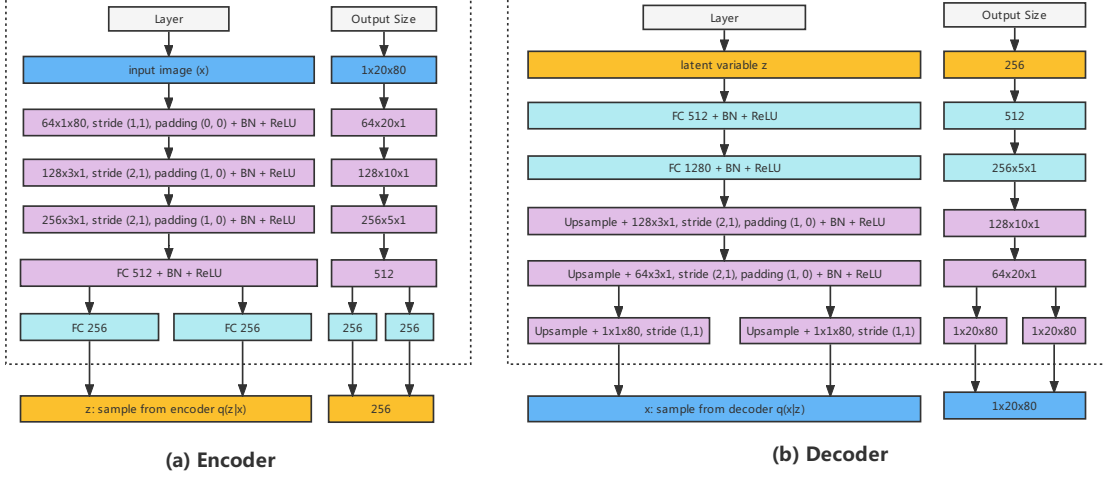 Layer
Output Size
input image (x)
1x20x80
64x1x80, stride (1,1), padding (0, 0) + BN + ReLU
64x20x1
128x3x1, stride (2,1), padding (1, 0) + BN + ReLU
128x10x1
256x3x1, stride (2,1), padding (1, 0) + BN + ReLU
256x5x1
FC 512 + BN + ReLU
512
FC 256
FC 256
256
256
z: sample from encoder q(z|x)
256
(a) Encoder
Layer
Output Size
latent variable z
256
FC 512 + BN + ReLU
512
FC 1280 + BN + ReLU
256x5x1
Upsample + 128x3x1, stride (2,1), padding (1, 0) + BN + ReLU
128x10x1
Upsample + 64x3x1, stride (2,1), padding (1, 0) + BN + ReLU
64x20x1
Upsample + 1x1x80, stride (1,1)
Upsample + 1x1x80, stride (1,1)
1x20x80
1x20x80
x: sample from decoder q(x|z)
1x20x80
(b) Decoder